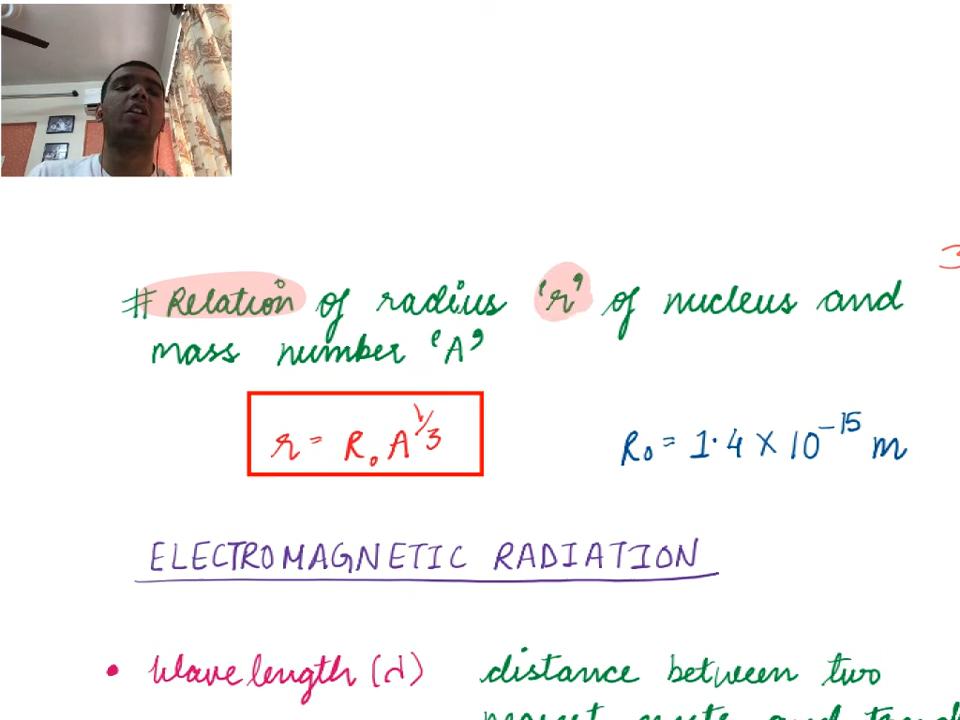 # Relation of radius 'r' of nucleus and
mass number 'A'
r = R₀ A^1/3
R₀ = 1.4 × 10⁻¹⁵ m
ELECTROMAGNETIC RADIATION
• Wavelength (λ) distance between two